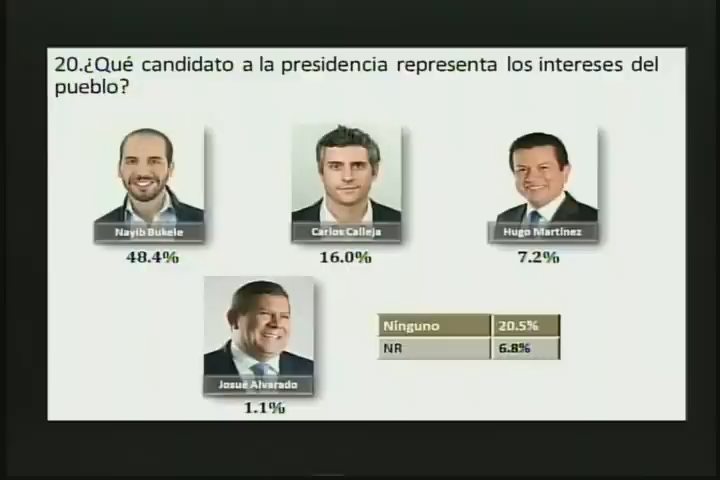 20.¿Qué candidato a la presidencia representa los intereses del
pueblo?
Nayib Bukele
Carlos Calleja
Hugo Martínez
48.4%
16.0%
7.2%
Josué Alvarado
1.1%
Ninguno 20.5%
NR 6.8%